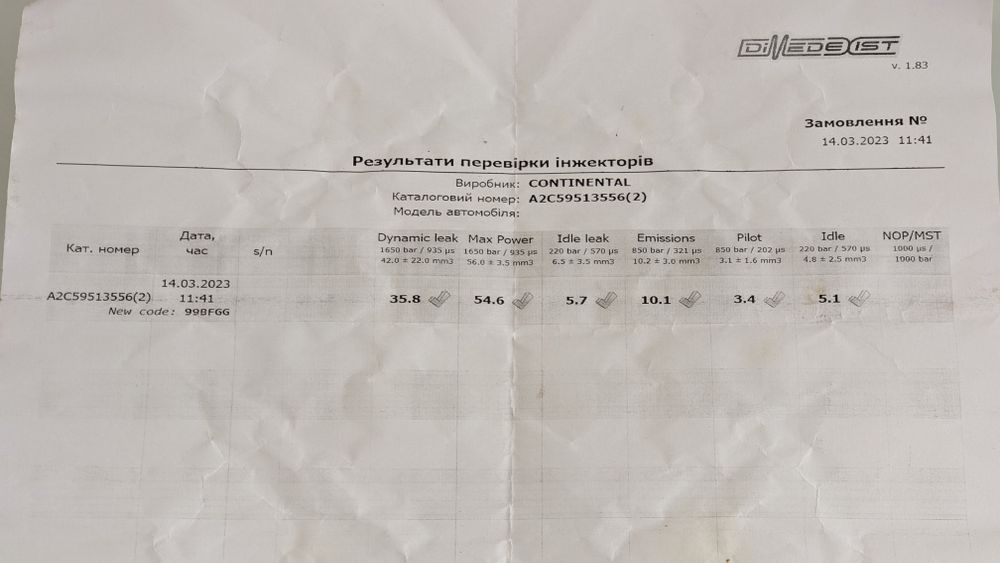 DIMEDEXIST
v. 1.83
Замовлення №
14.03.2023 11:41
Результати перевірки інжекторів
Виробник: CONTINENTAL
Каталоговий номер: A2C59513556(2)
Модель автомобіля:
Кат. номер Дата, час s/n Dynamic leak Max Power Idle leak Emissions Pilot Idle NOP/MST
1650 bar / 935 µs 1650 bar / 935 µs 220 bar / 570 µs 850 bar / 321 µs 850 bar / 202 µs 220 bar / 570 µs 1000 µs /
42.0 ± 22.0 mm3 56.0 ± 3.5 mm3 6.5 ± 3.5 mm3 10.2 ± 3.0 mm3 3.1 ± 1.6 mm3 4.8 ± 2.5 mm3 1000 bar
14.03.2023
A2C59513556(2) 11:41 35.8 54.6 5.7 10.1 3.4 5.1
New code: 99BFGG